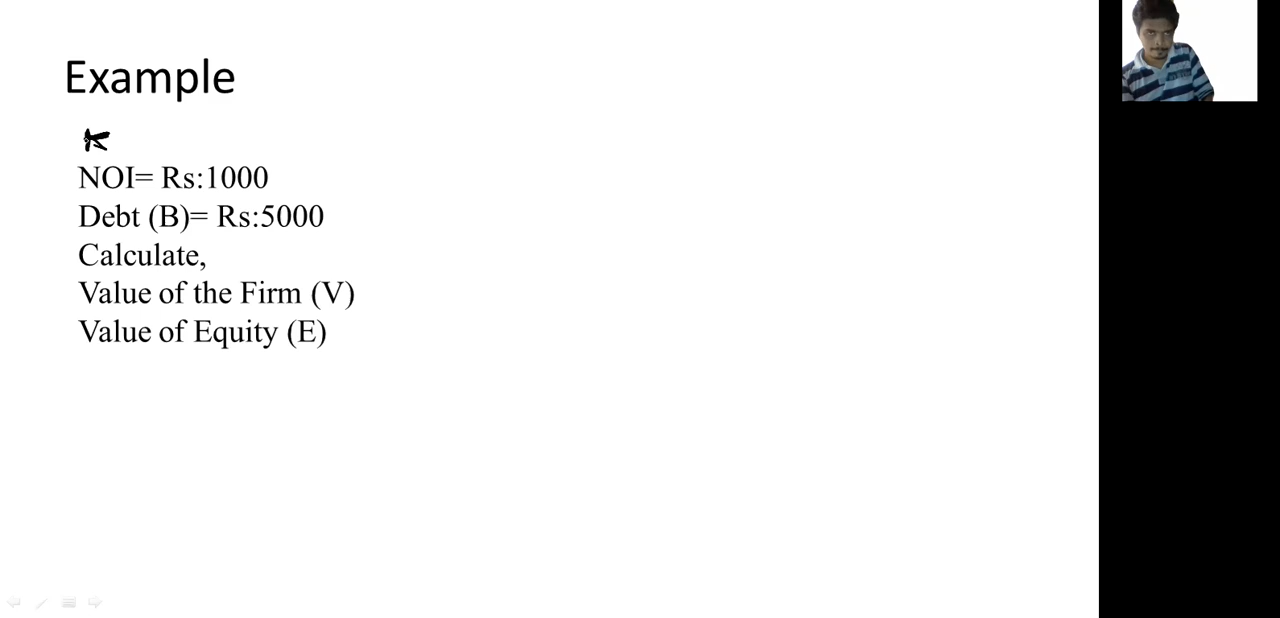 Example
K
NOI= Rs:1000
Debt (B)= Rs:5000
Calculate,
Value of the Firm (V)
Value of Equity (E)